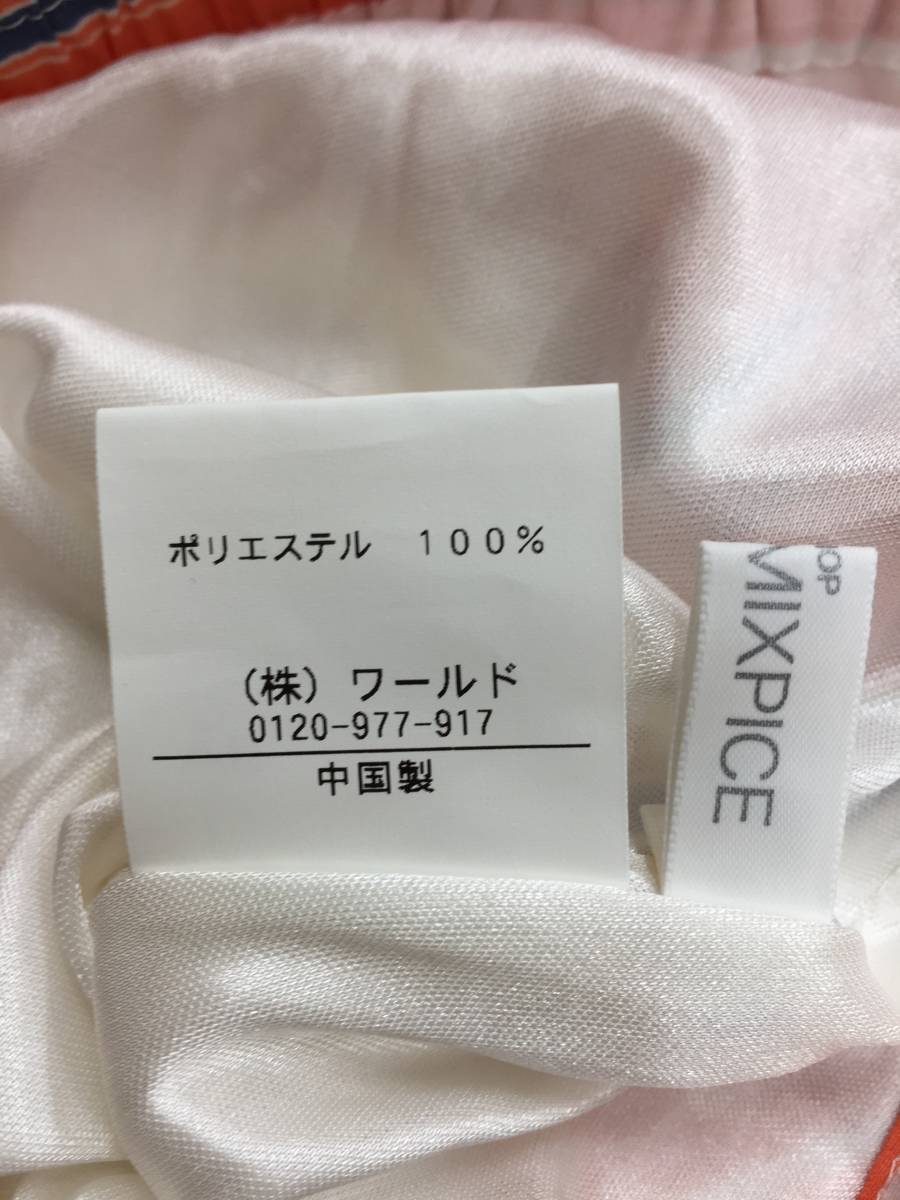 ポリエステル　１００％
（株）ワールド
0120-977-917
中国製
OP
MIXPICE